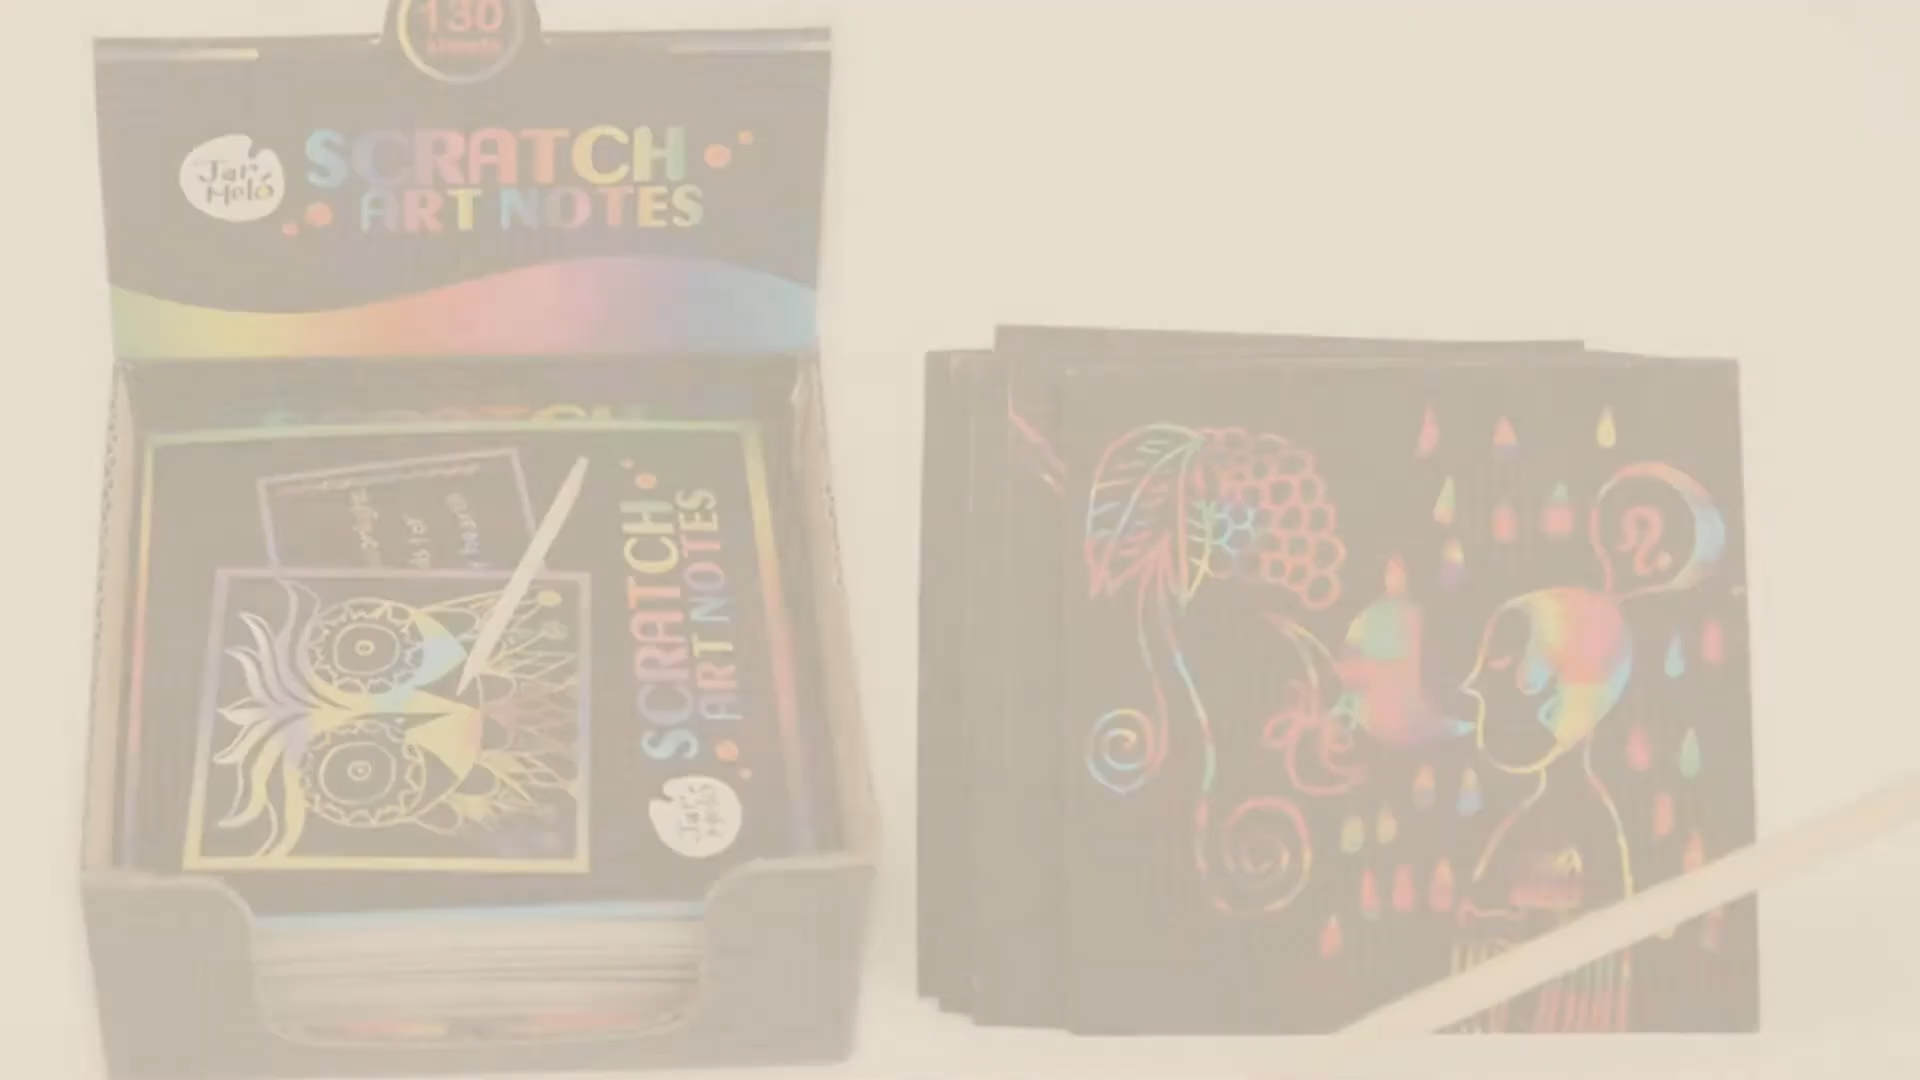 130
sheets
Jar
Melo
SCRATCH
ART NOTES
SCRATCH
ART NOTES
Jar
Melo